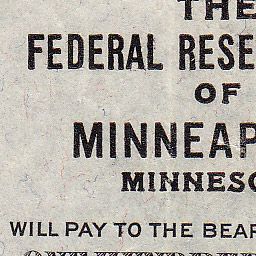 THE
FEDERAL RESE
OF
MINNEAP
MINNESO
WILL PAY TO THE BEAR